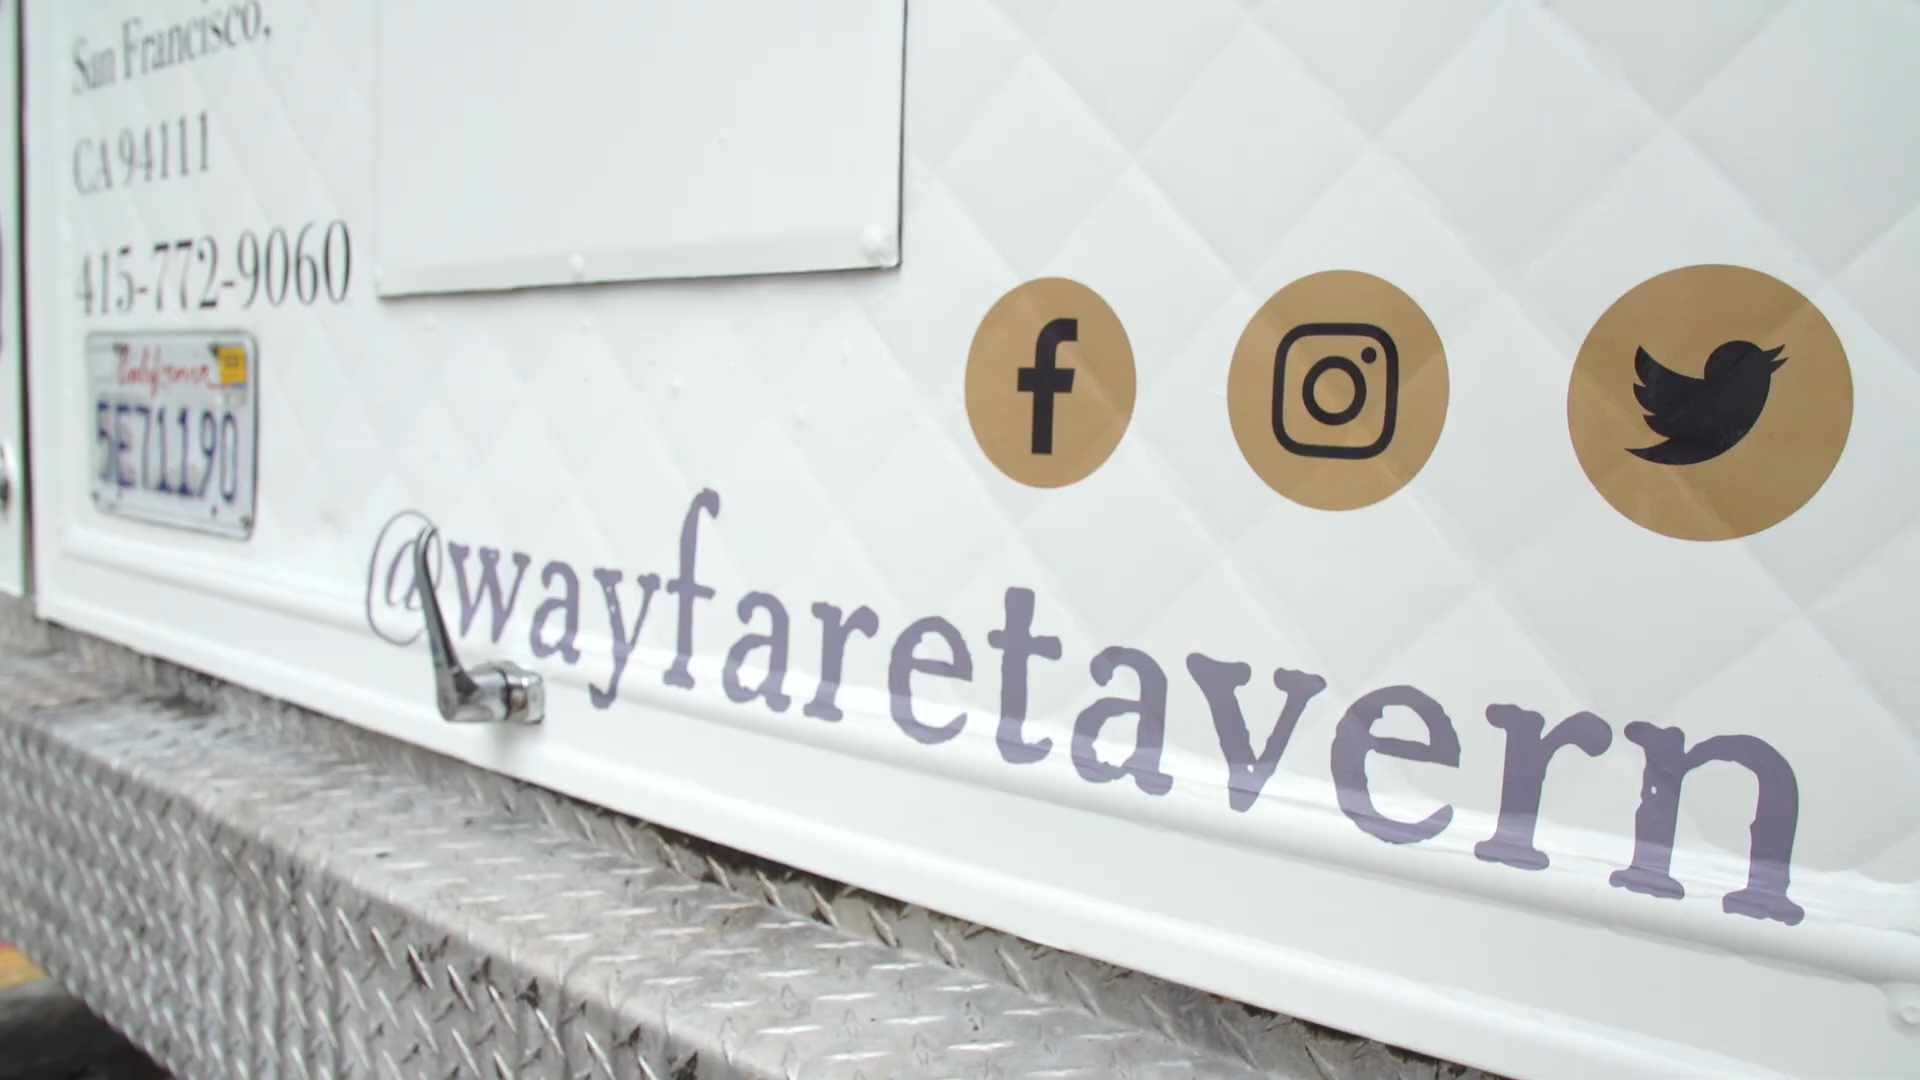 San Francisco,
CA 94111
415-772-9060
California
5E71190
@wayfaretavern